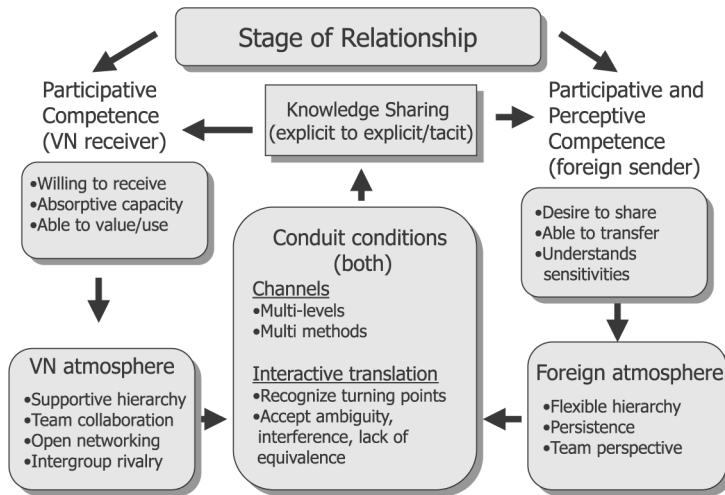 Stage of Relationship
Participative
Competence
(VN receiver)
•Willing to receive
•Absorptive capacity
•Able to value/use
Knowledge Sharing
(explicit to explicit/tacit)
Participative and
Perceptive
Competence
(foreign sender)
•Desire to share
•Able to transfer
•Understands
sensitivities
Conduit conditions
(both)
Channels
•Multi-levels
•Multi methods
Interactive translation
•Recognize turning points
•Accept ambiguity,
interference, lack of
equivalence
VN atmosphere
•Supportive hierarchy
•Team collaboration
•Open networking
•Intergroup rivalry
Foreign atmosphere
•Flexible hierarchy
•Persistence
•Team perspective